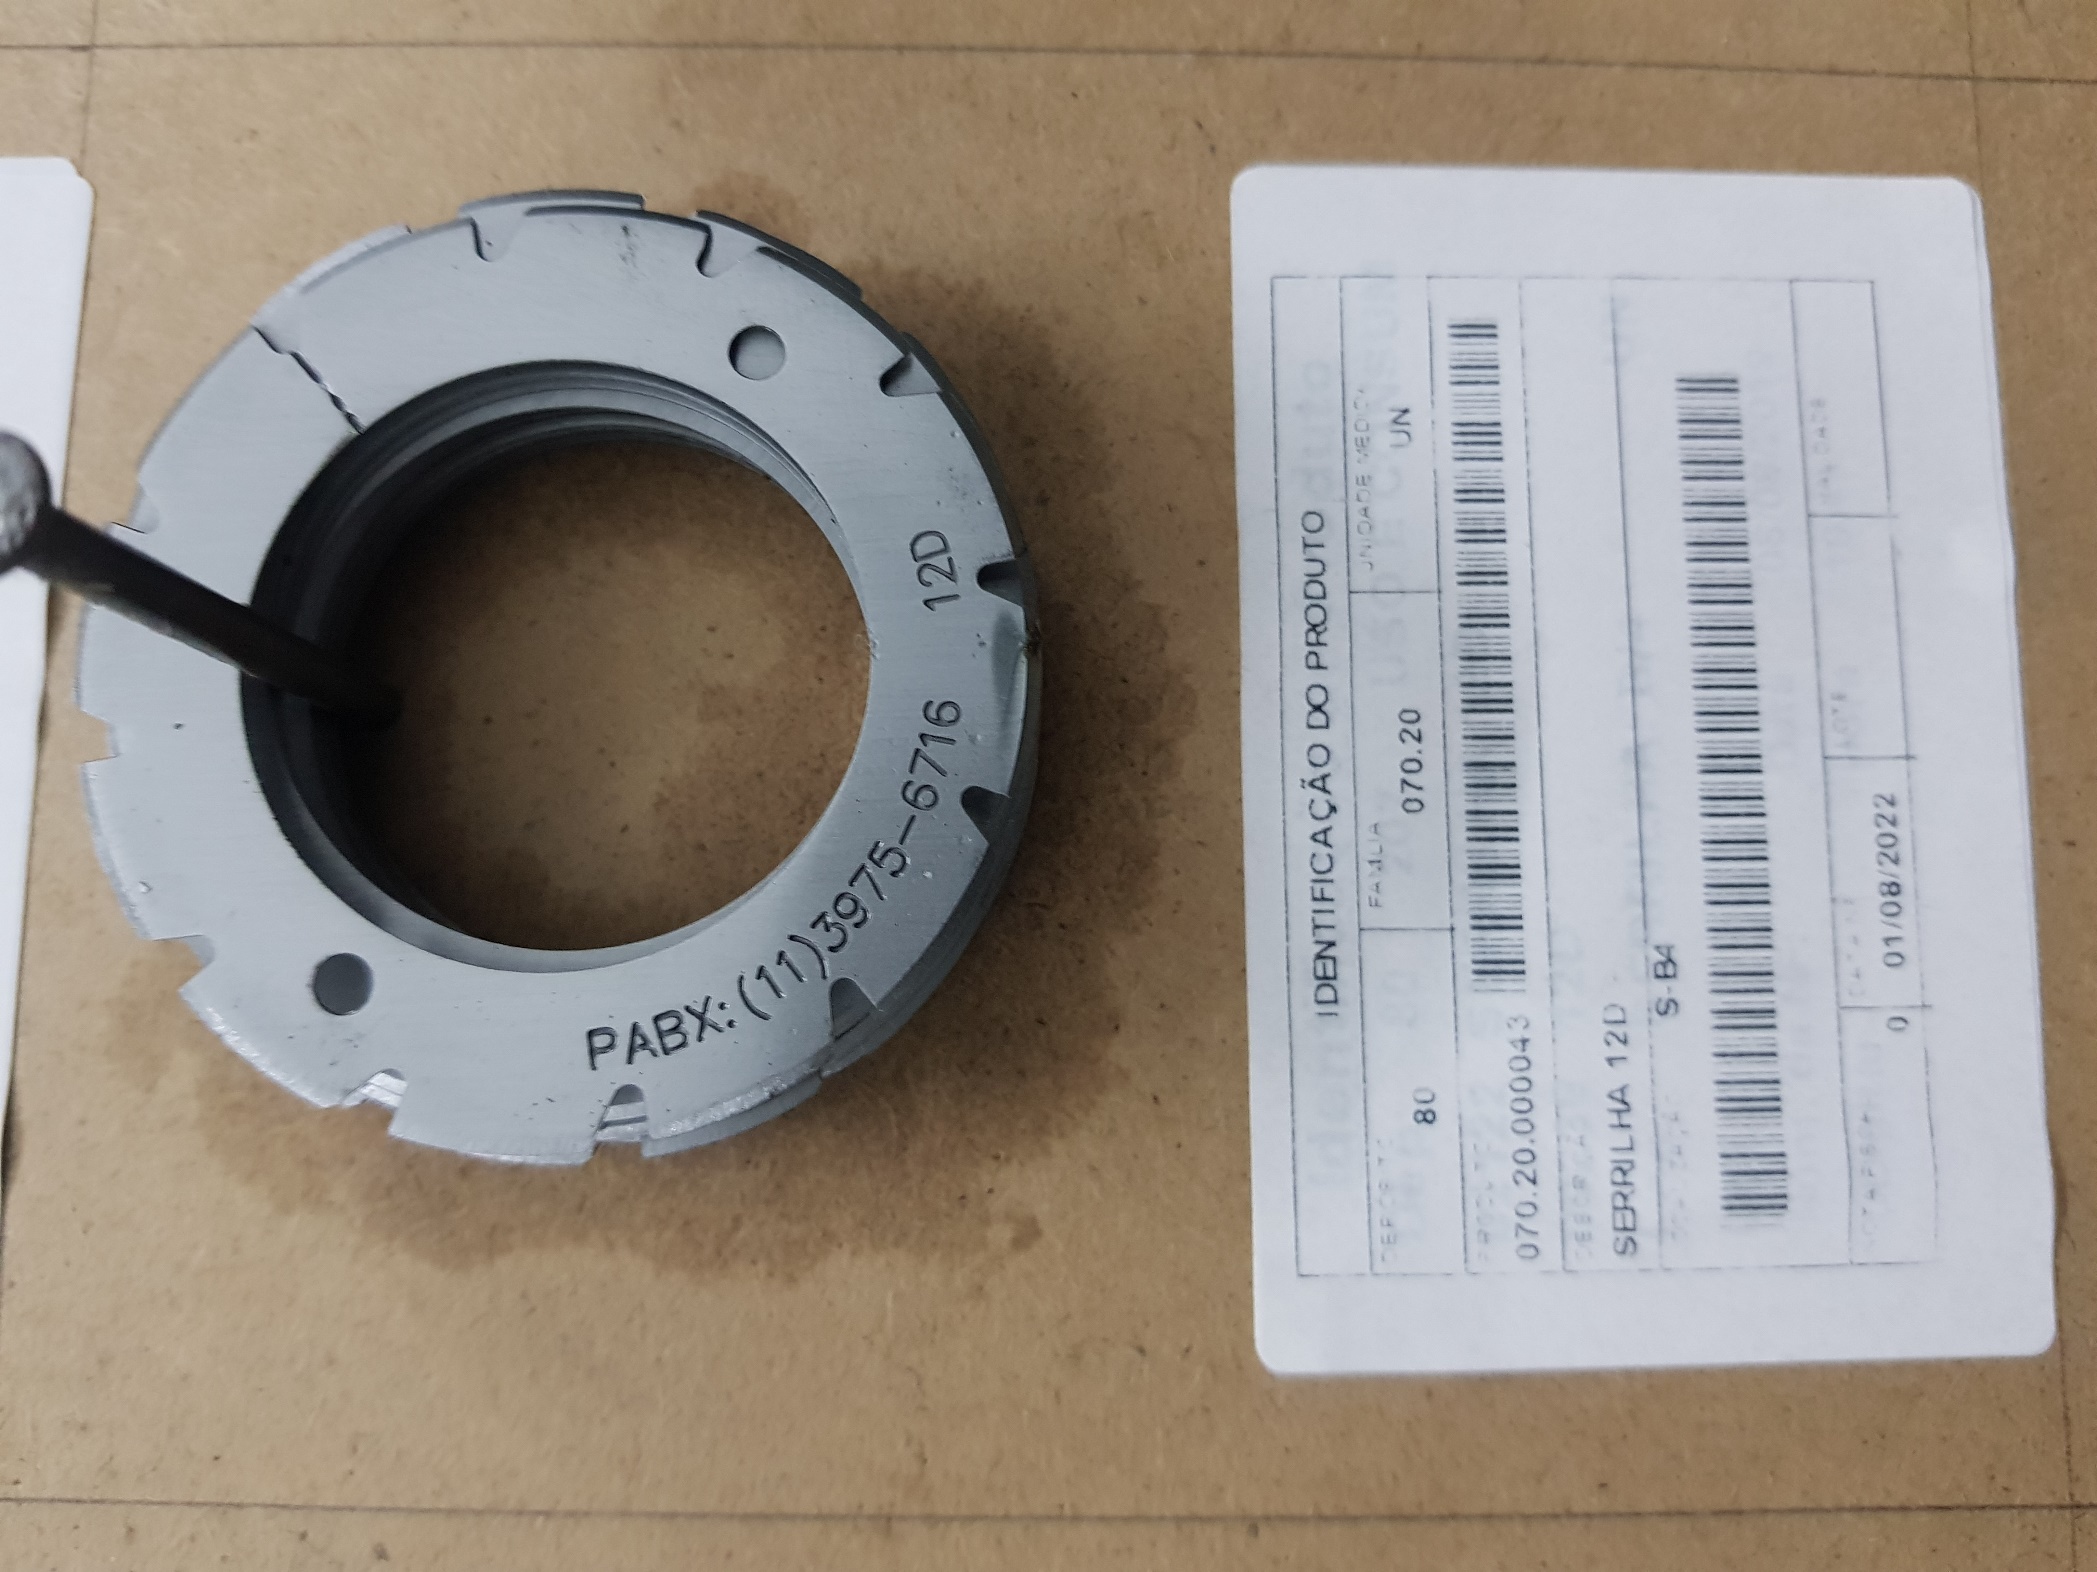 PABX:(11)3975-6716 12D
IDENTIFICAÇÃO DO PRODUTO
DEPÓSITO FAMÍLIA UNIDADE MEDIDA
80 070.20 UN
PRODUTO
070.20.000043
DESCRIÇÃO
SERRILHA 12D
LOCALIZAÇÃO S-B4
NOTA FISCAL DATA NF LOTE VALIDADE
0 01/08/2022